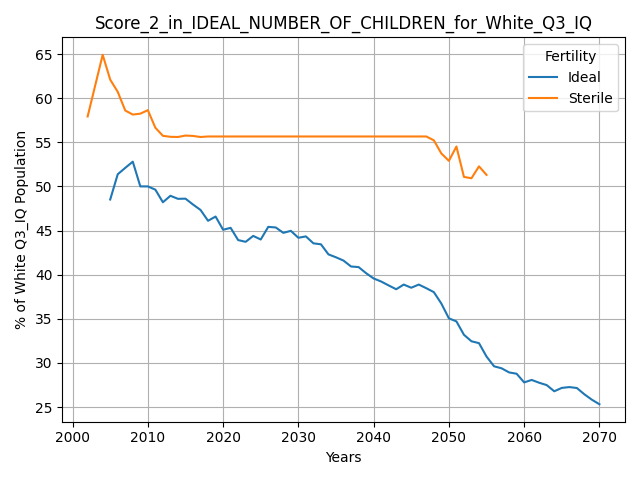 Score_2_in_IDEAL_NUMBER_OF_CHILDREN_for_White_Q3_IQ
Fertility
Ideal
Sterile
% of White Q3_IQ Population
65
60
55
50
45
40
35
30
25
2000 2010 2020 2030 2040 2050 2060 2070
Years